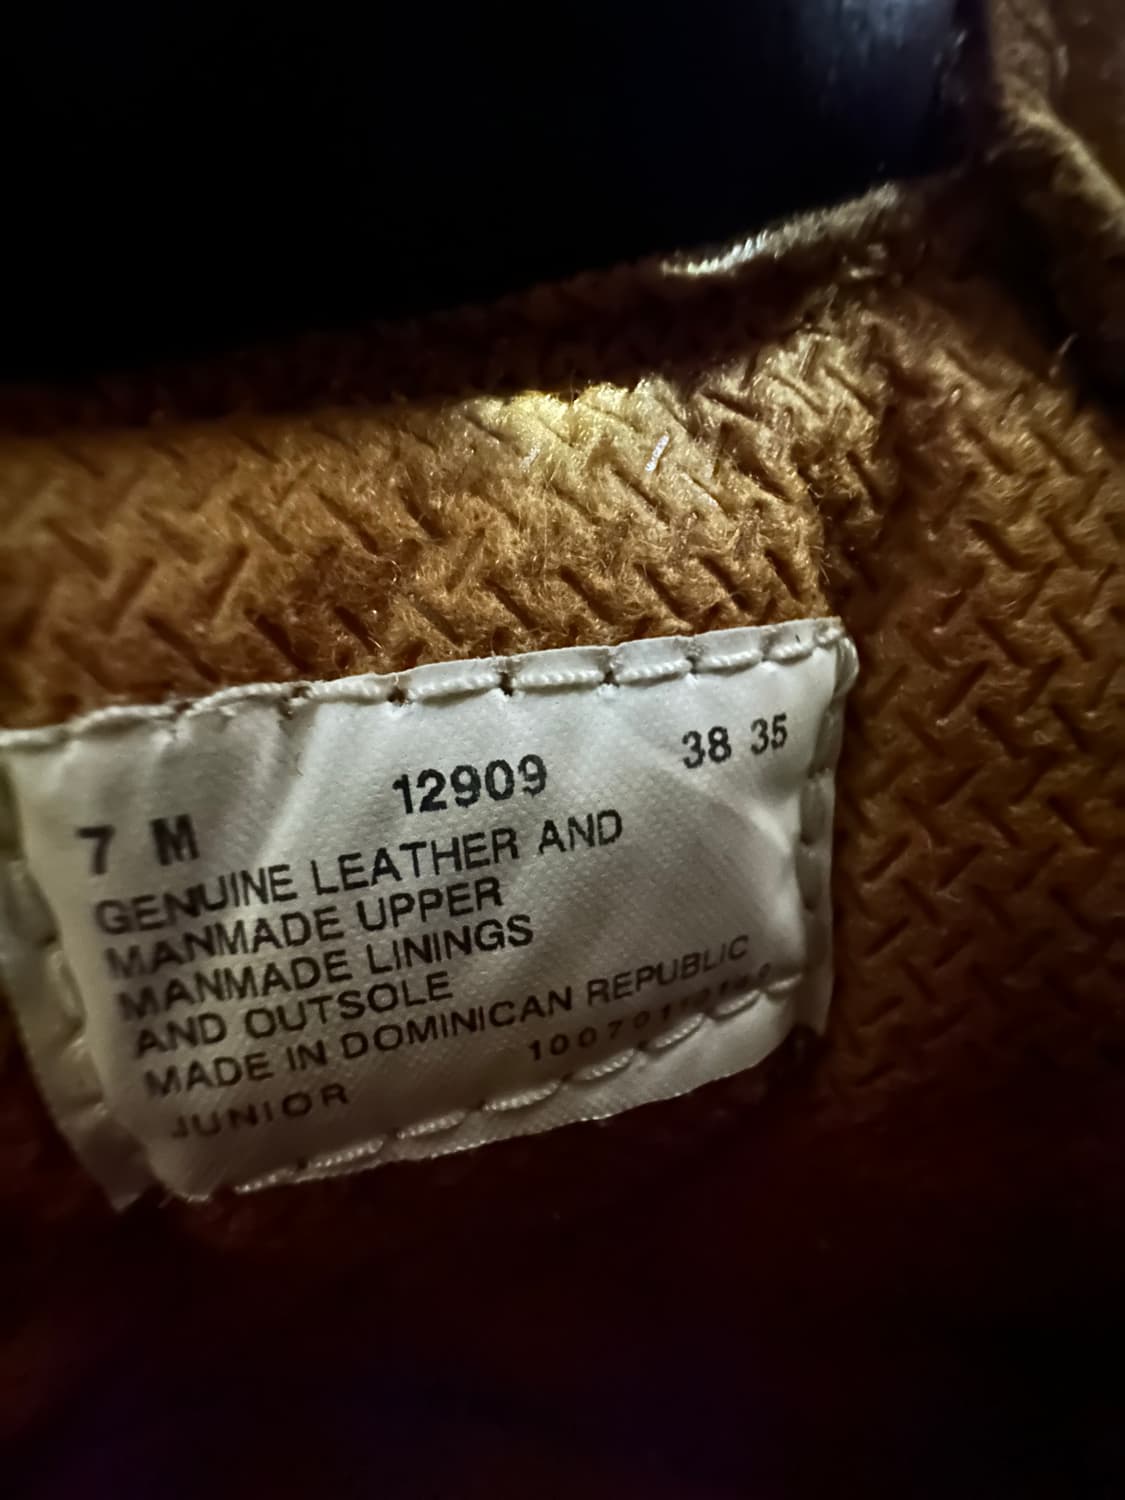 38 35
12909
7 M
GENUINE LEATHER AND
MANMADE UPPER
MANMADE LININGS
AND OUTSOLE
MADE IN DOMINICAN REPUBLIC
JUNIOR